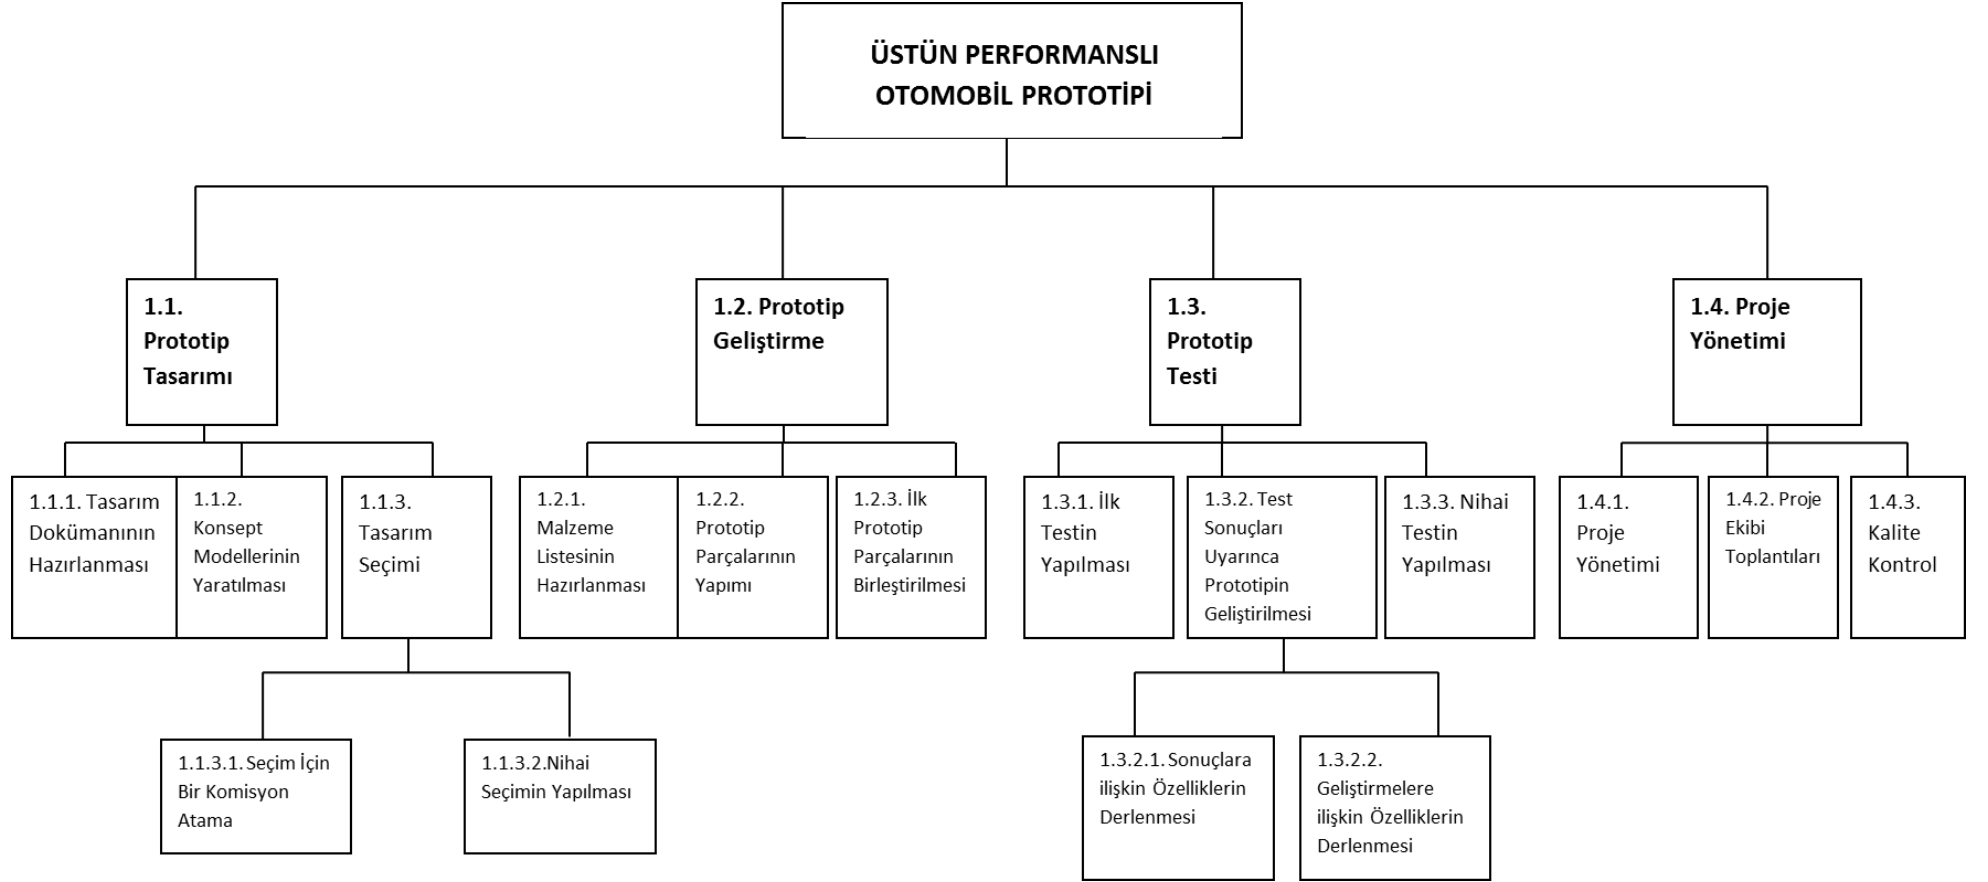 ÜSTÜN PERFORMANSLI
OTOMOBİL PROTOTİPİ
1.1.
Prototip
Tasarımı
1.2. Prototip
Geliştirme
1.3.
Prototip
Testi
1.4. Proje
Yönetimi
1.1.1. Tasarım
Dokümanının
Hazırlanması
1.1.2.
Konsept
Modellerinin
Yaratılması
1.1.3.
Tasarım
Seçimi
1.2.1.
Malzeme
Listesinin
Hazırlanması
1.2.2.
Prototip
Parçalarının
Yapımı
1.2.3. İlk
Prototip
Parçalarının
Birleştirilmesi
1.3.1. İlk
Testin
Yapılması
1.3.2. Test
Sonuçları
Uyarınca
Prototipin
Geliştirilmesi
1.3.3. Nihai
Testin
Yapılması
1.4.1.
Proje
Yönetimi
1.4.2. Proje
Ekibi
Toplantıları
1.4.3.
Kalite
Kontrol
1.1.3.1. Seçim İçin
Bir Komisyon
Atama
1.1.3.2.Nihai
Seçimin Yapılması
1.3.2.1. Sonuçlara
ilişkin Özelliklerin
Derlenmesi
1.3.2.2.
Geliştirmelere
ilişkin Özelliklerin
Derlenmesi